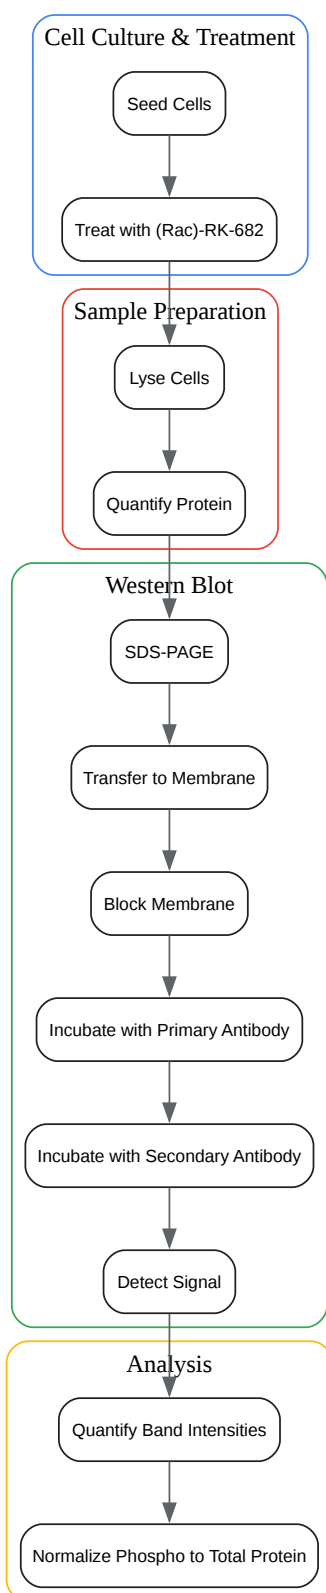 Cell Culture & Treatment
Seed Cells
Treat with (Rac)-RK-682
Sample Preparation
Lyse Cells
Quantify Protein
Western Blot
SDS-PAGE
Transfer to Membrane
Block Membrane
Incubate with Primary Antibody
Incubate with Secondary Antibody
Detect Signal
Analysis
Quantify Band Intensities
Normalize Phospho to Total Protein